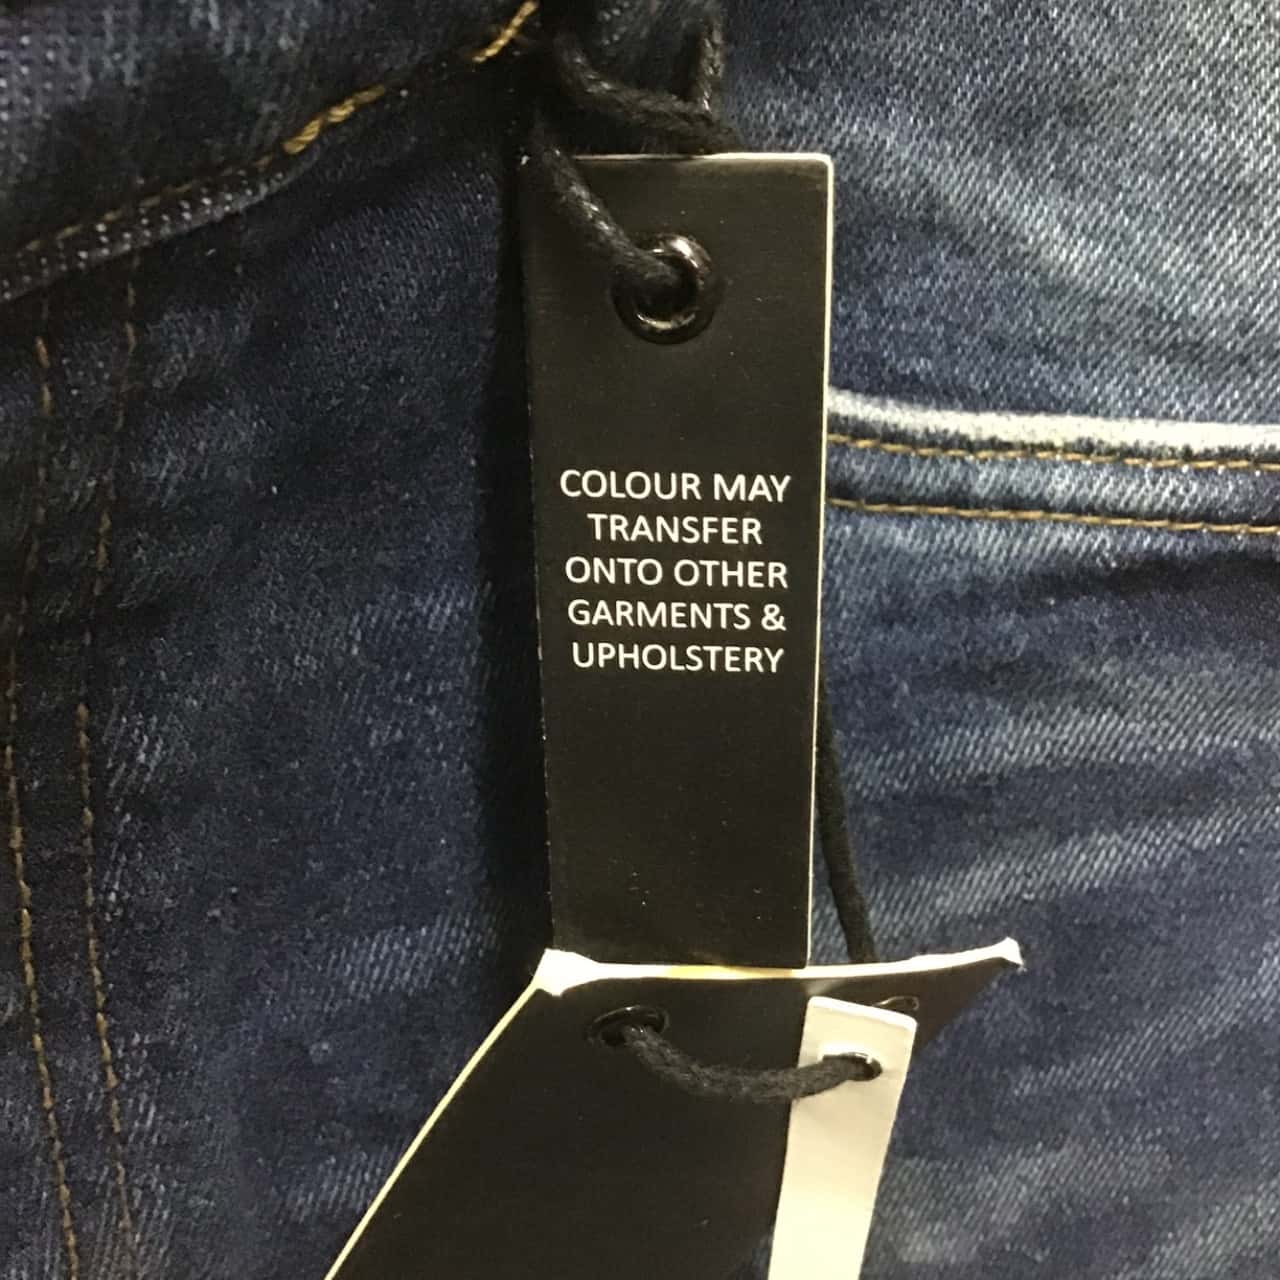 COLOUR MAY
TRANSFER
ONTO OTHER
GARMENTS &
UPHOLSTERY